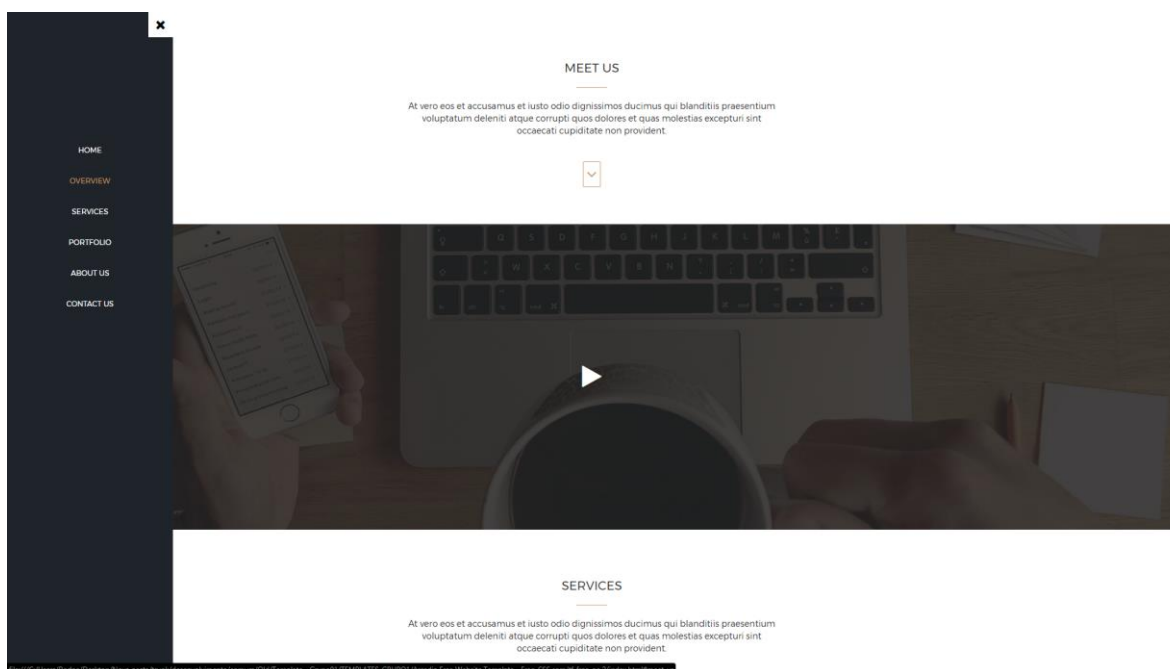 HOME
OVERVIEW
SERVICES
PORTFOLIO
ABOUT US
CONTACT US
MEET US
At vero eos et accusamus et iusto odio dignissimos ducimus qui blanditiis praesentium
voluptatum deleniti atque corrupti quos dolores et quas molestias excepturi sint
occaecati cupiditate non provident.
SERVICES
At vero eos et accusamus et iusto odio dignissimos ducimus qui blanditiis praesentium
voluptatum deleniti atque corrupti quos dolores et quas molestias excepturi sint
occaecati cupiditate non provident.